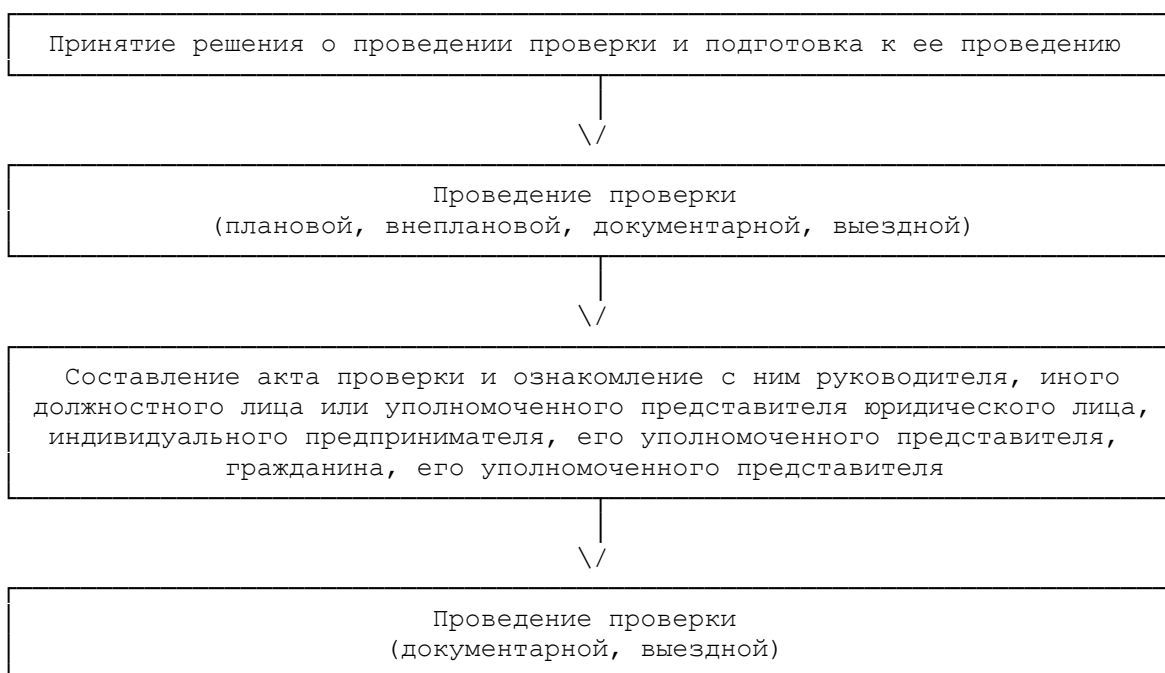 Принятие решения о проведении проверки и подготовка к ее проведению
\/
Проведение проверки
(плановой, внеплановой, документарной, выездной)
\/
Составление акта проверки и ознакомление с ним руководителя, иного
должностного лица или уполномоченного представителя юридического лица,
индивидуального предпринимателя, его уполномоченного представителя,
гражданина, его уполномоченного представителя
\/
Проведение проверки
(документарной, выездной)